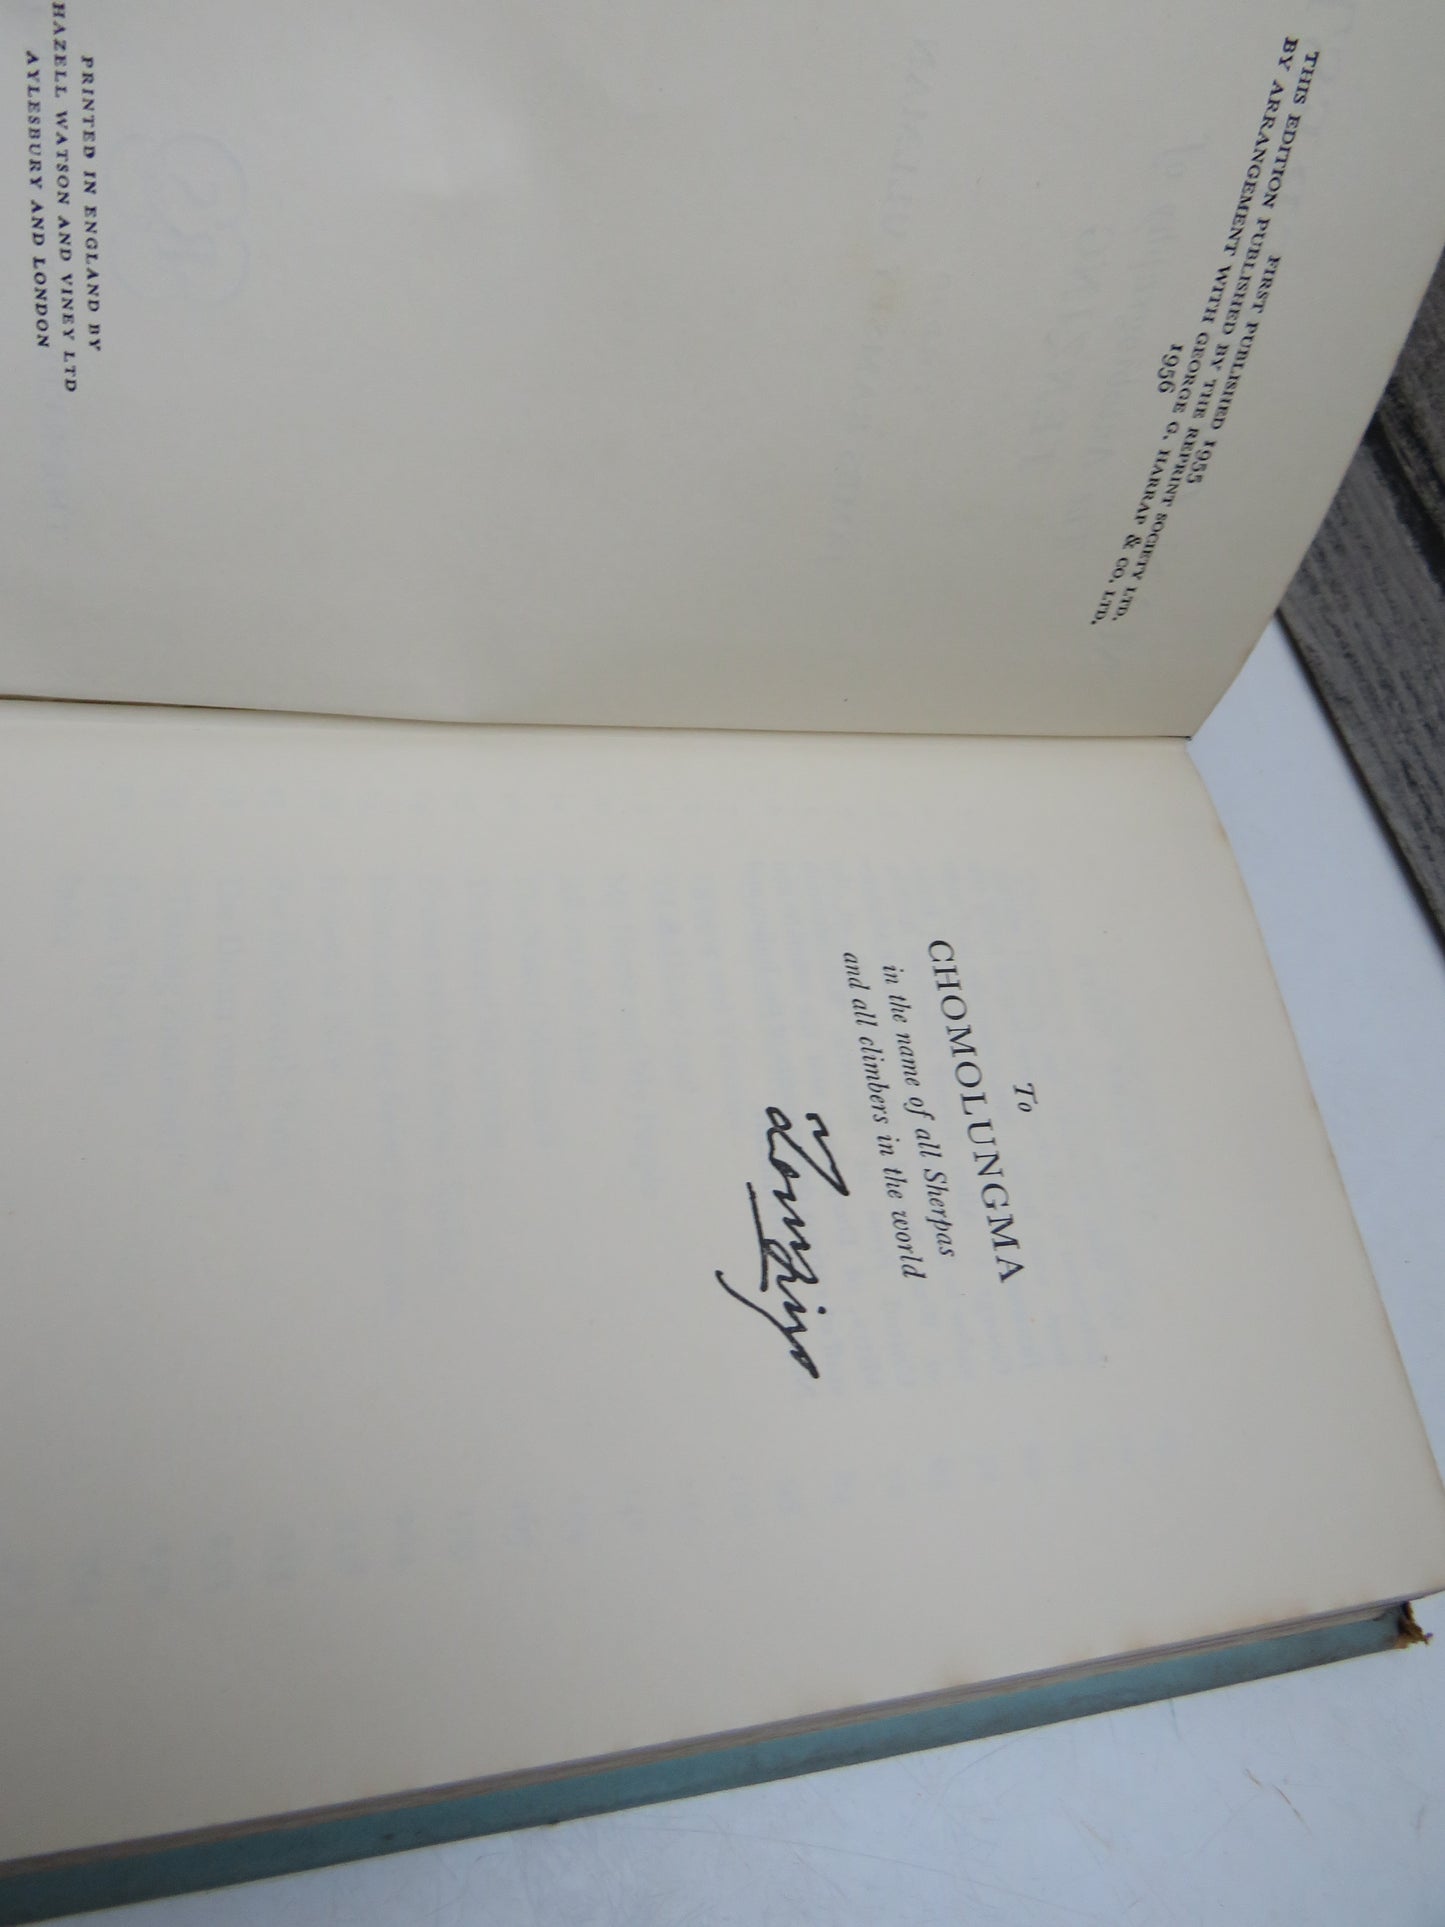 THIS EDITION PUBLISHED BY THE REPRINT SOCIETY LTD.
FIRST PUBLISHED 1955
BY ARRANGEMENT WITH GEORGE G. HARRAP & CO. LTD.
1956
PRINTED IN ENGLAND BY
HAZELL WATSON AND VINEY LTD
AYLESBURY AND LONDON
To
CHOMOLUNGMA
in the name of all Sherpas
and all climbers in the world